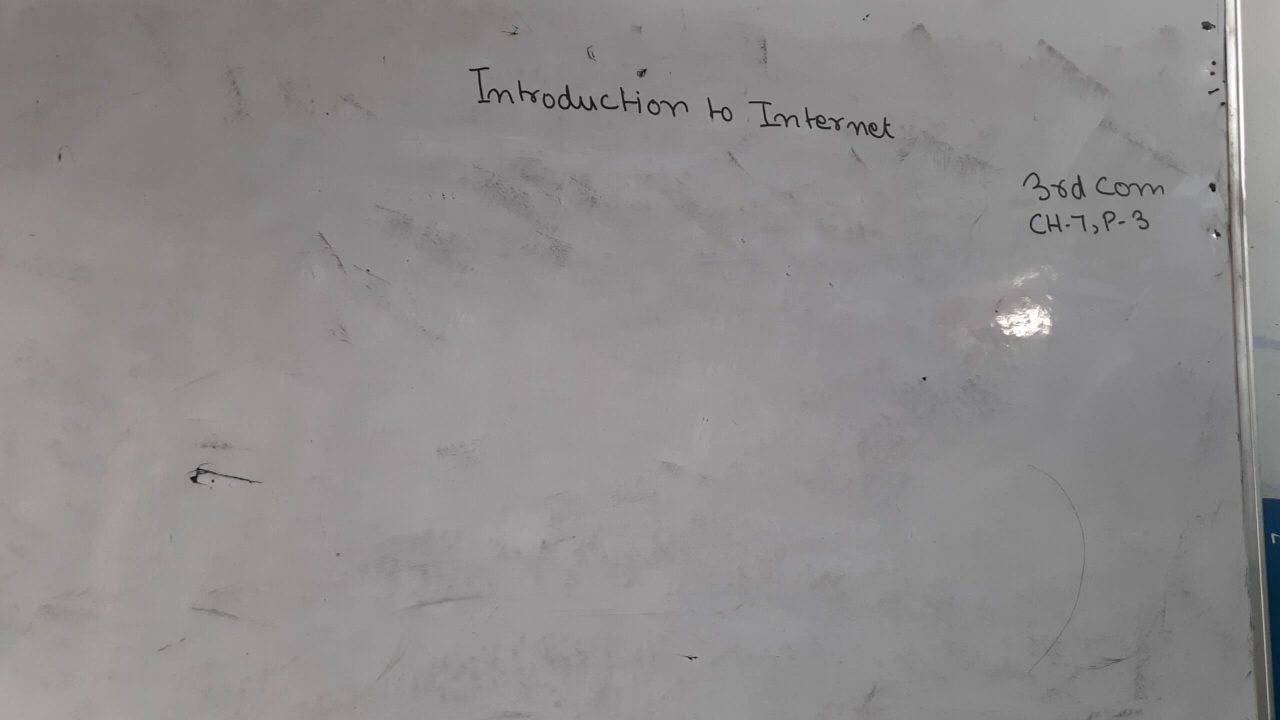 Introduction to Internet
3rd com
CH-7, P-3